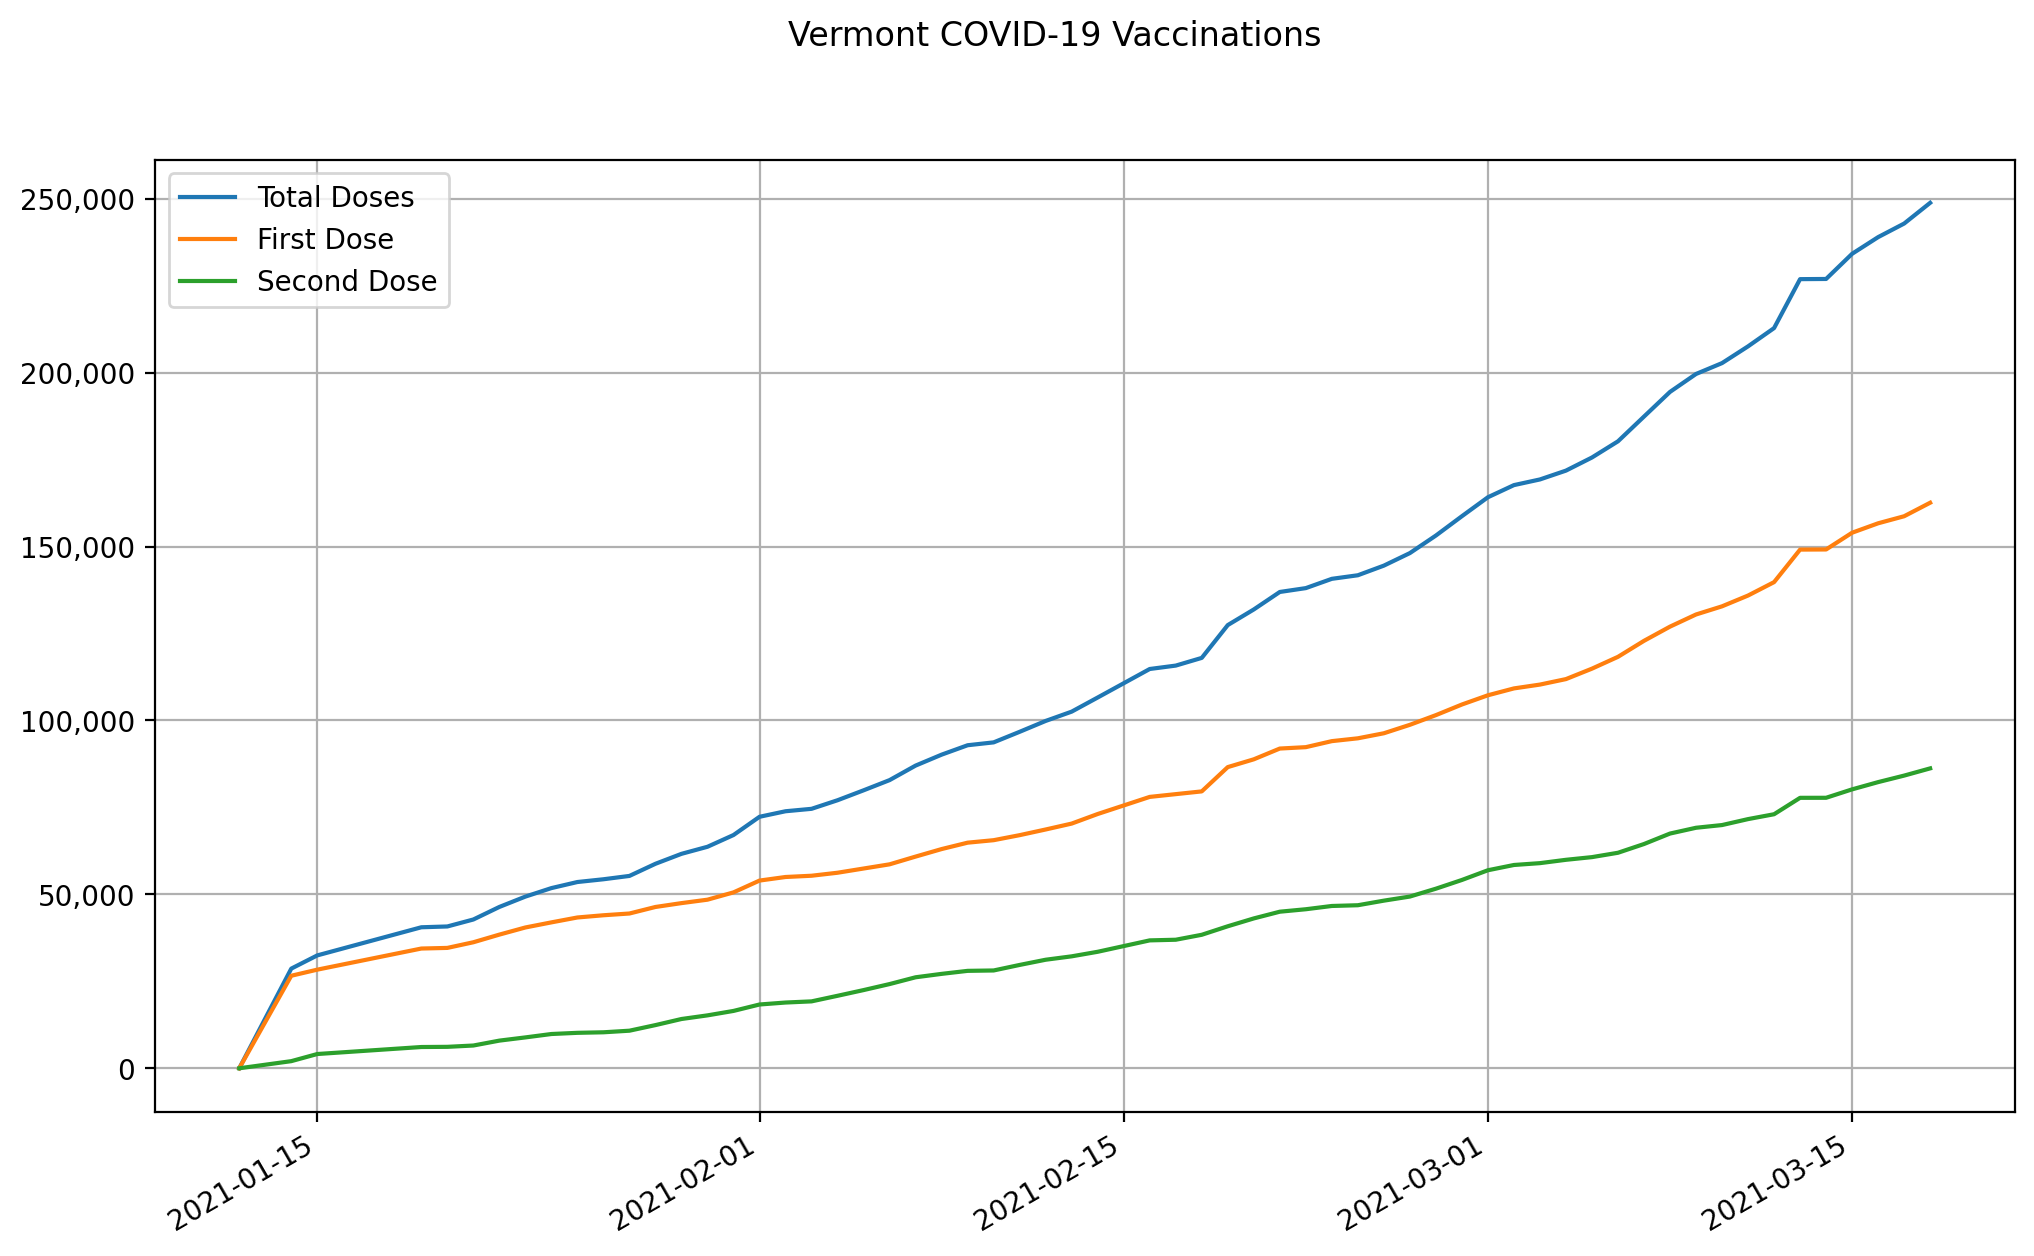 Vermont COVID-19 Vaccinations
Total Doses
First Dose
Second Dose
250,000
200,000
150,000
100,000
50,000
0
2021-01-15
2021-02-01
2021-02-15
2021-03-01
2021-03-15